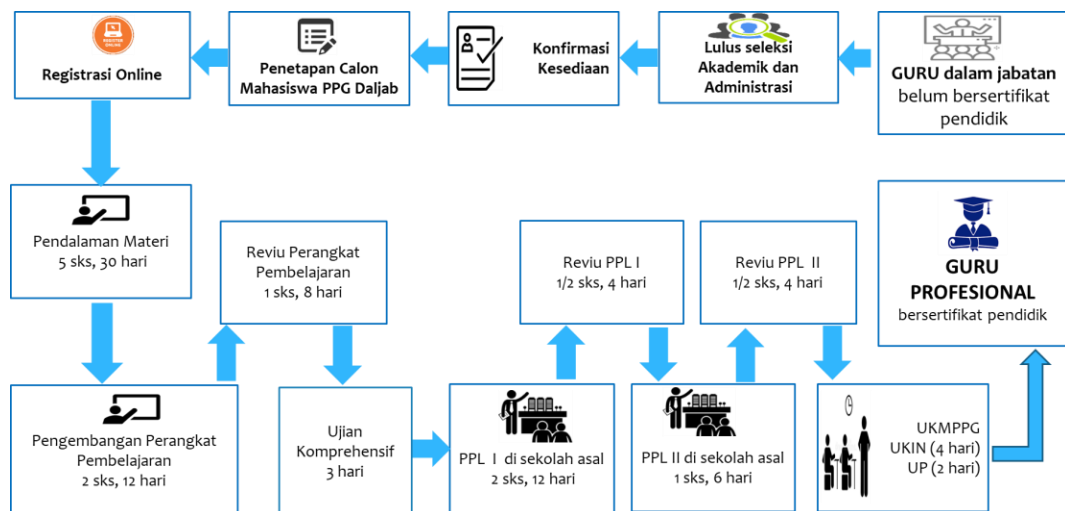 GURU dalam jabatan
belum bersertifikat
pendidik
Lulus seleksi
Akademik dan
Administrasi
Konfirmasi
Kesediaan
Penetapan Calon
Mahasiswa PPG Daljab
REGISTER
ONLINE
Registrasi Online
Pendalaman Materi
5 sks, 30 hari
Pengembangan Perangkat
Pembelajaran
2 sks, 12 hari
Reviu Perangkat
Pembelajaran
1 sks, 8 hari
Ujian
Komprehensif
3 hari
PPL I di sekolah asal
2 sks, 12 hari
Reviu PPL I
1/2 sks, 4 hari
PPL II di sekolah asal
1 sks, 6 hari
Reviu PPL II
1/2 sks, 4 hari
UKMPPG
UKIN (4 hari)
UP (2 hari)
GURU
PROFESIONAL
bersertifikat pendidik